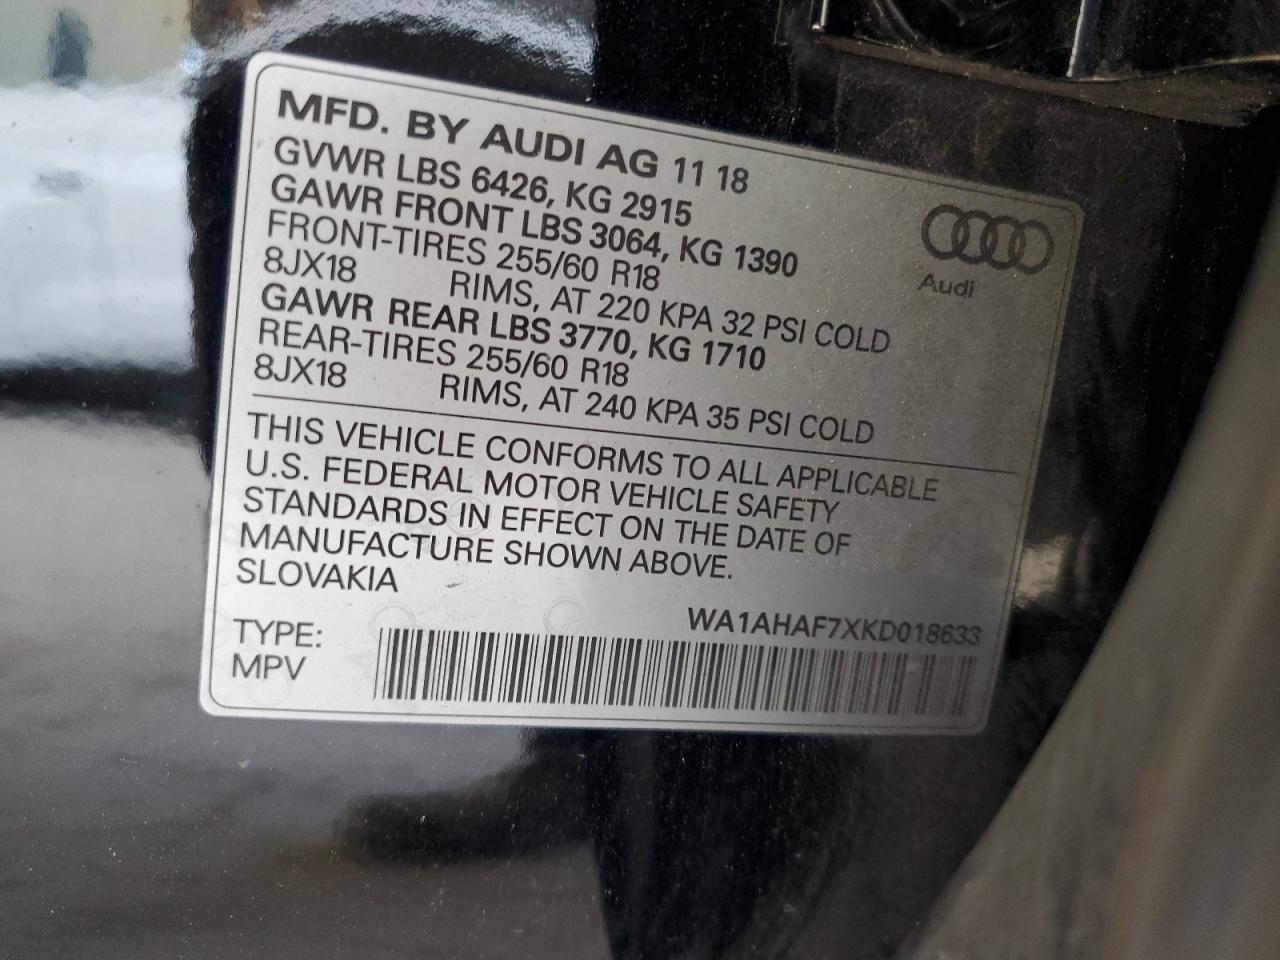 MFD. BY AUDI AG 11 18
GVWR LBS 6426, KG 2915
GAWR FRONT LBS 3064, KG 1390
FRONT-TIRES 255/60 R18
8JX18 RIMS, AT 220 KPA 32 PSI COLD
GAWR REAR LBS 3770, KG 1710
REAR-TIRES 255/60 R18
8JX18 RIMS, AT 240 KPA 35 PSI COLD
Audi
THIS VEHICLE CONFORMS TO ALL APPLICABLE
U.S. FEDERAL MOTOR VEHICLE SAFETY
STANDARDS IN EFFECT ON THE DATE OF
MANUFACTURE SHOWN ABOVE.
SLOVAKIA
WA1AHAF7XKD018633
TYPE:
MPV